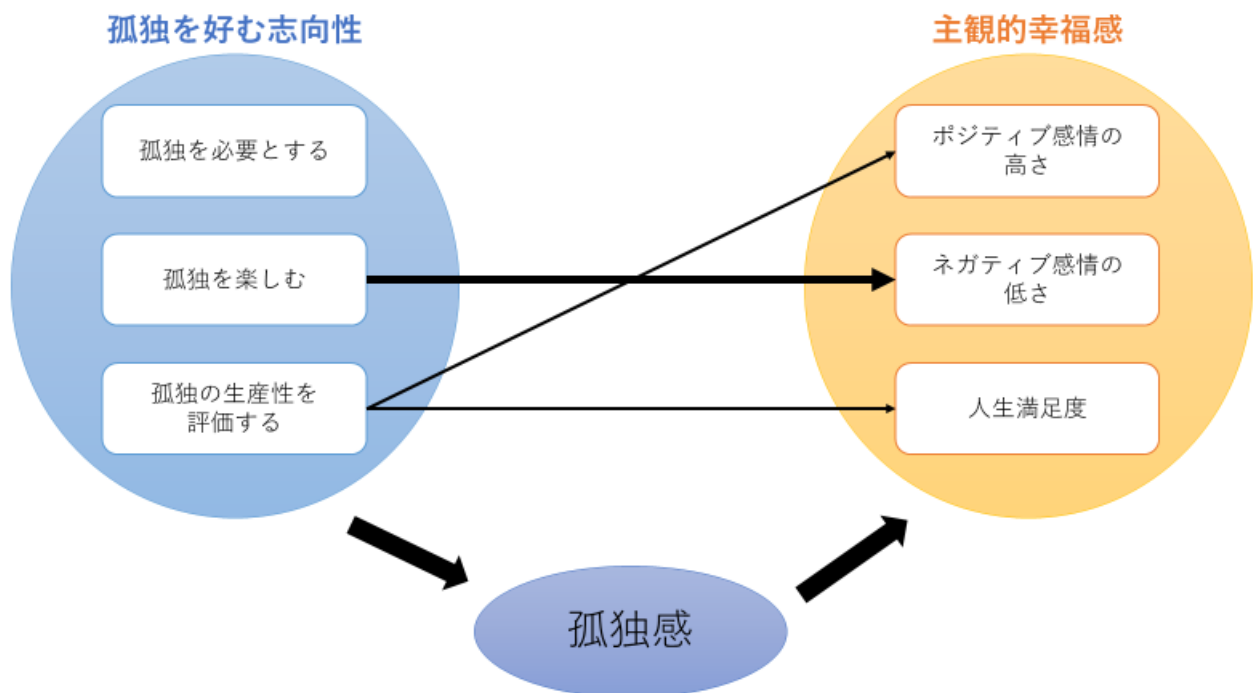 孤独を好む志向性
主観的幸福感
孤独を必要とする
孤独を楽しむ
孤独の生産性を
評価する
ポジティブ感情の
高さ
ネガティブ感情の
低さ
人生満足度
孤独感